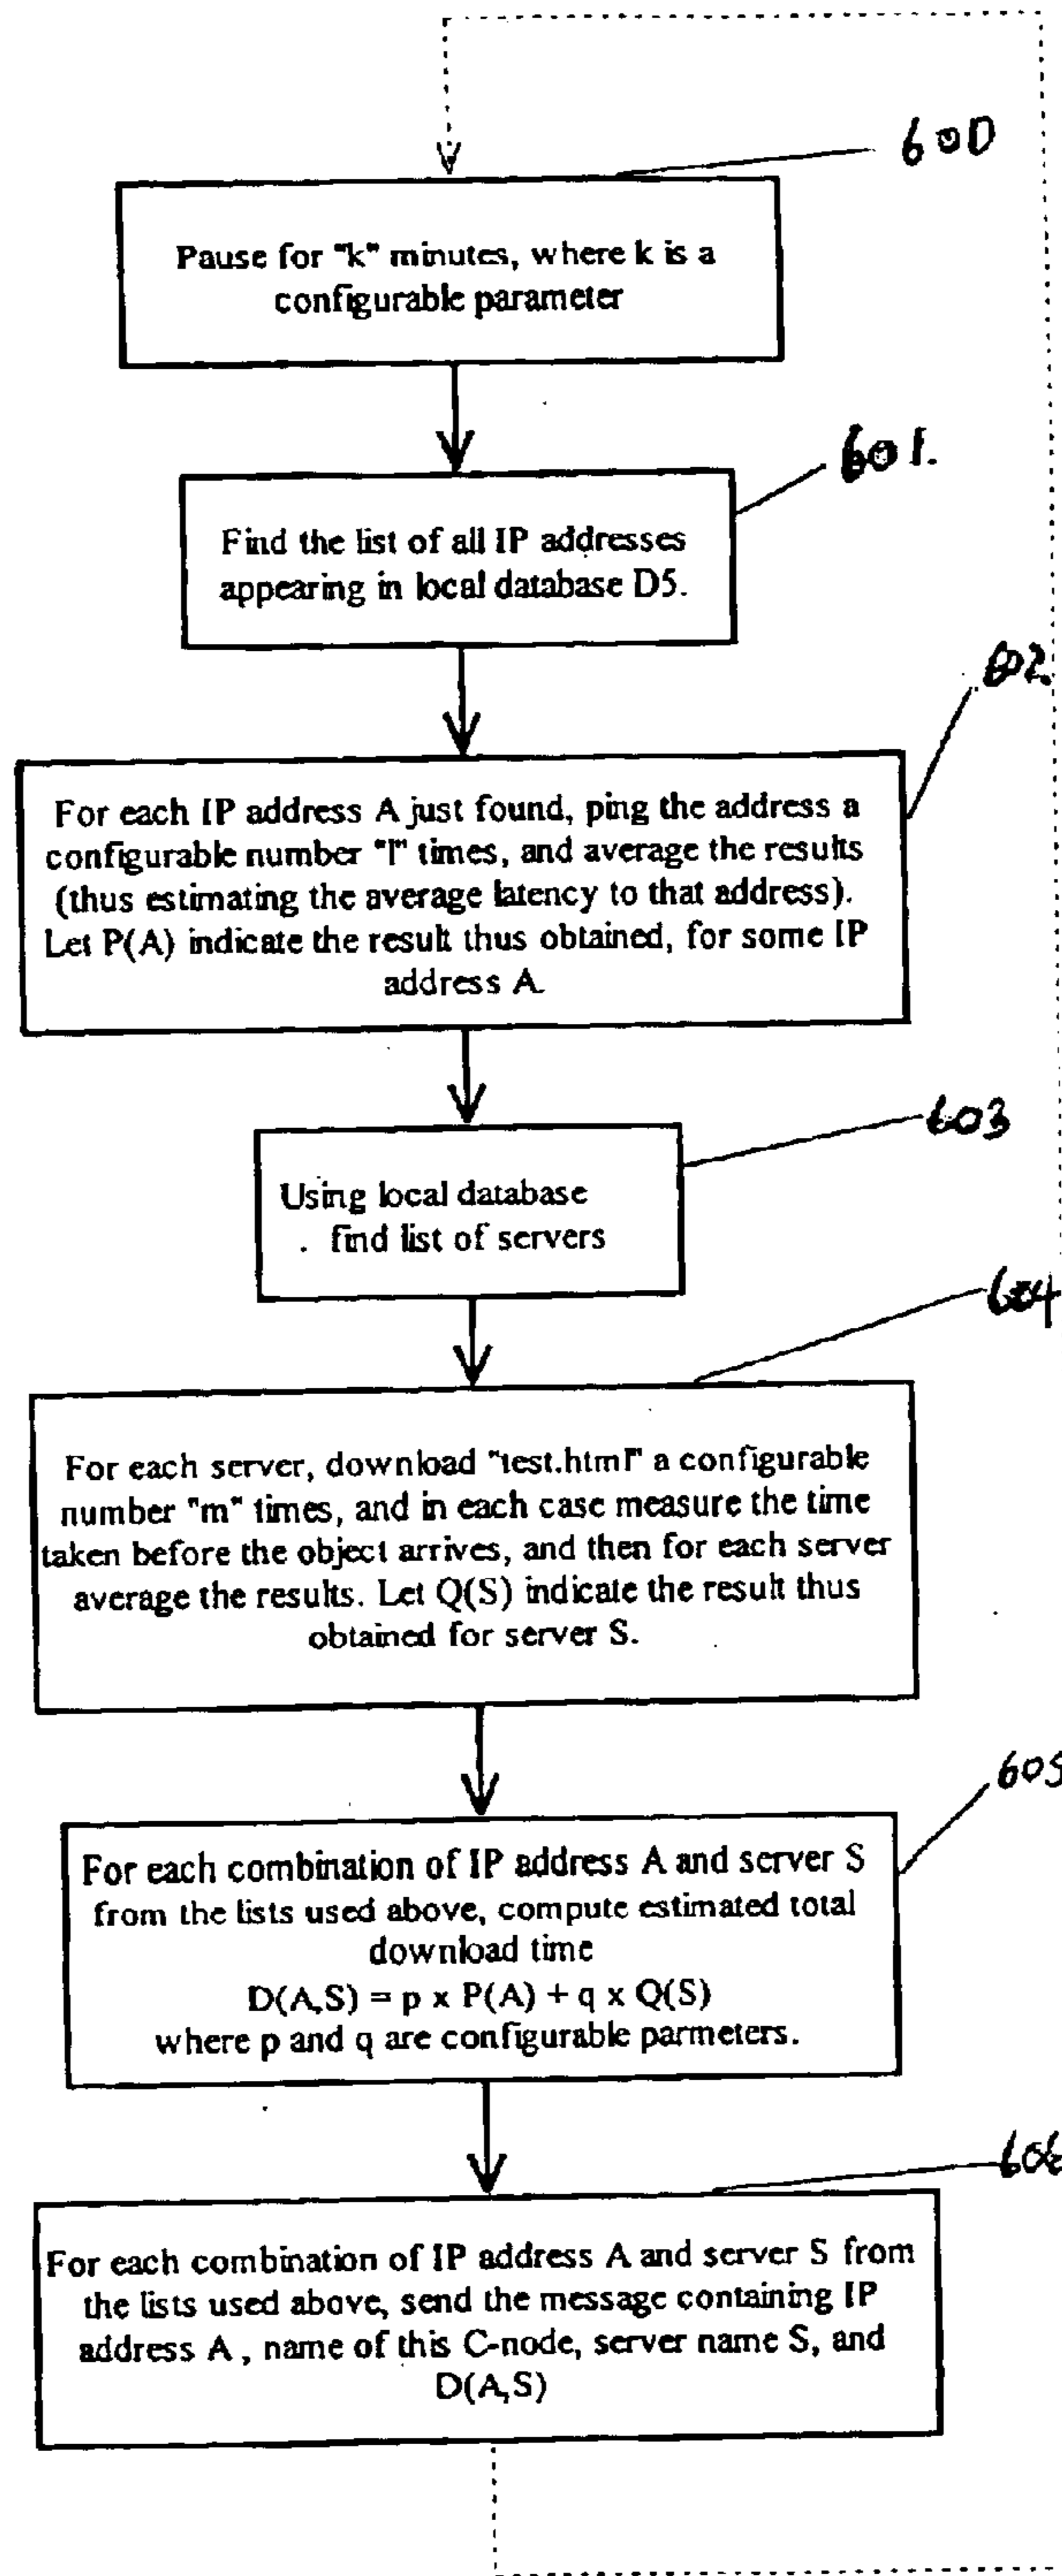 600
Pause for "k" minutes, where k is a
configurable parameter
601.
Find the list of all IP addresses
appearing in local database D5.
602.
For each IP address A just found, ping the address a
configurable number "l" times, and average the results
(thus estimating the average latency to that address).
Let P(A) indicate the result thus obtained, for some IP
address A.
603
Using local database
find list of servers
604
For each server, download "test.html" a configurable
number "m" times, and in each case measure the time
taken before the object arrives, and then for each server
average the results. Let Q(S) indicate the result thus
obtained for server S.
605
For each combination of IP address A and server S
from the lists used above, compute estimated total
download time
D(A,S) = p x P(A) + q x Q(S)
where p and q are configurable parmeters.
606
For each combination of IP address A and server S from
the lists used above, send the message containing IP
address A , name of this C-node, server name S, and
D(A,S)